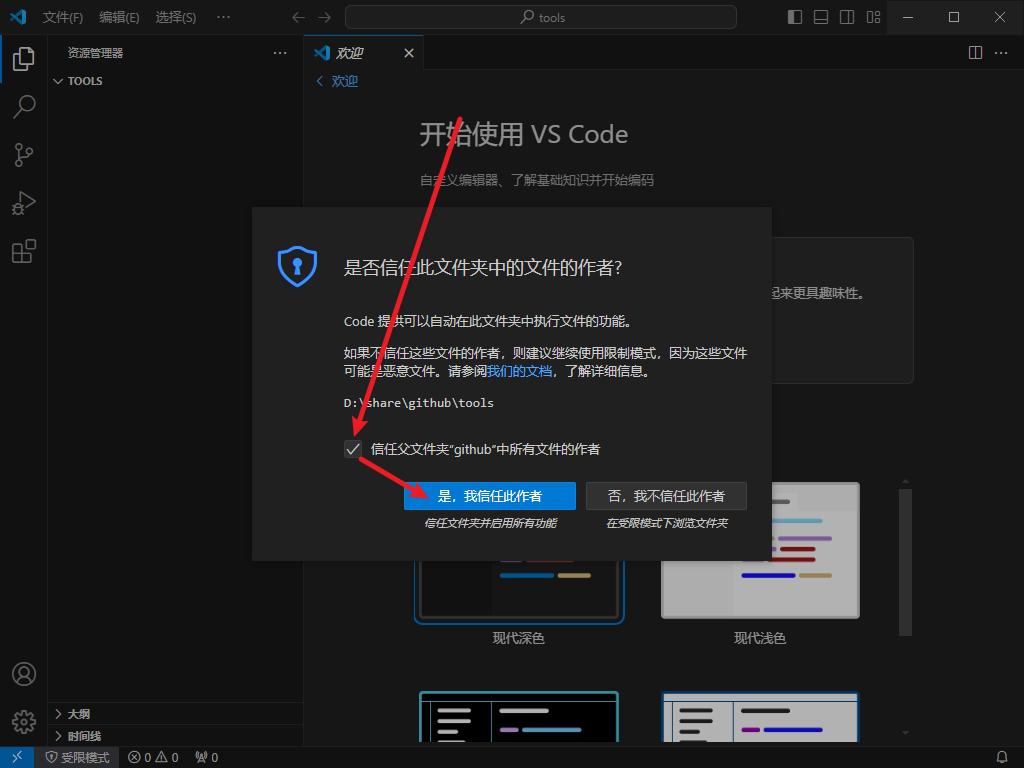 文件(F) 编辑(E) 选择(S) ··· tools
资源管理器 ···
欢迎
TOOLS
欢迎
开始使用 VS Code
自定义编辑器、了解基础知识并开始编码
是否信任此文件夹中的文件的作者?
起来更具趣味性。
Code 提供可以自动在此文件夹中执行文件的功能。
如果不信任这些文件的作者，则建议继续使用限制模式，因为这些文件
可能是恶意文件。请参阅我们的文档，了解详细信息。
D:\share\github\tools
信任父文件夹"github"中所有文件的作者
是，我信任此作者 否，我不信任此作者
信任文件夹并启用所有功能 在受限模式下浏览文件夹
现代深色 现代浅色
大纲
时间线
受限模式 0 0 0